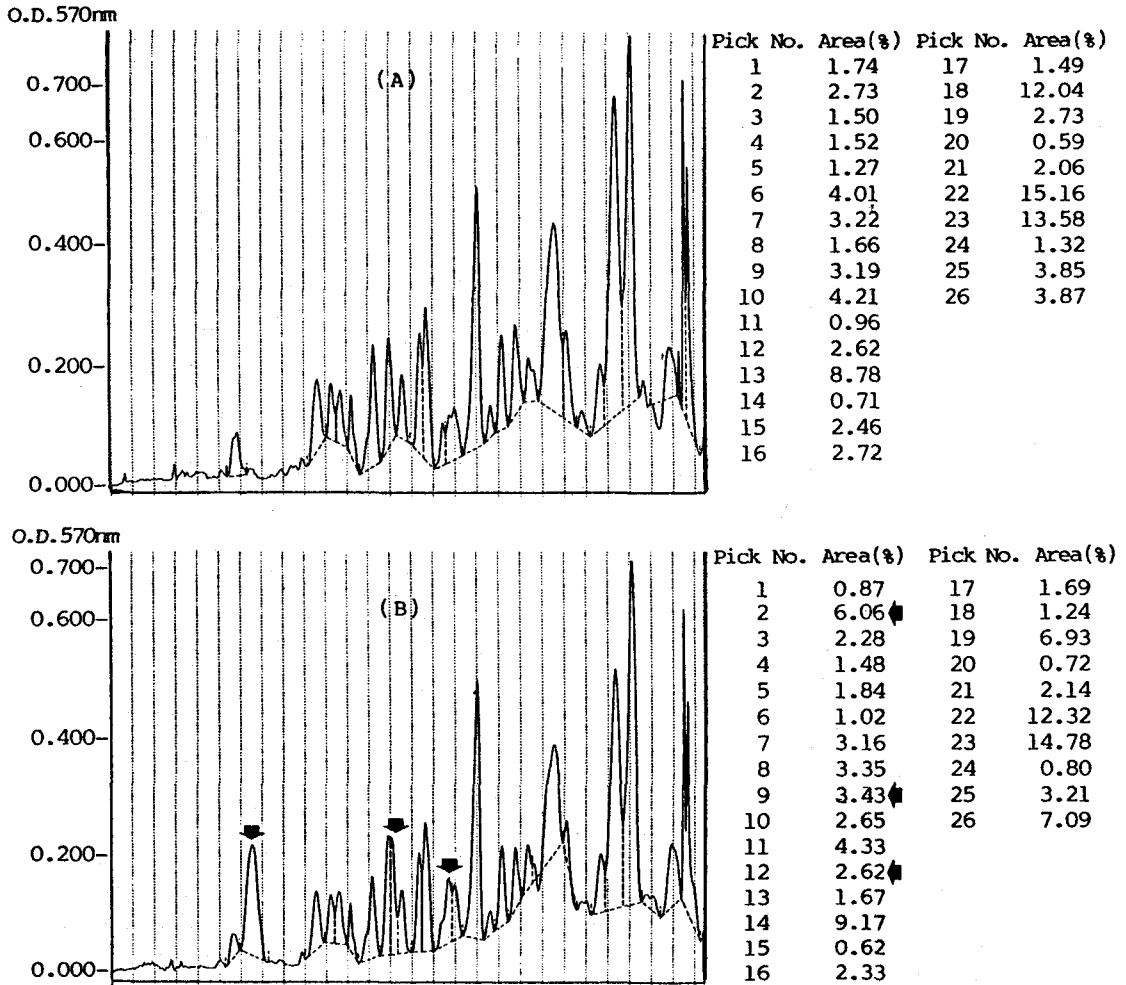 O.D.570nm
Pick No. Area(%) Pick No. Area(%)
0.700-
0.600-
0.400-
0.200-
0.000-
(A)
1 1.74 17 1.49
2 2.73 18 12.04
3 1.50 19 2.73
4 1.52 20 0.59
5 1.27 21 2.06
6 4.01 22 15.16
7 3.22 23 13.58
8 1.66 24 1.32
9 3.19 25 3.85
10 4.21 26 3.87
11 0.96
12 2.62
13 8.78
14 0.71
15 2.46
16 2.72
O.D.570nm
Pick No. Area(%) Pick No. Area(%)
0.700-
0.600-
0.400-
0.200-
0.000-
(B)
1 0.87 17 1.69
2 6.06 18 1.24
3 2.28 19 6.93
4 1.48 20 0.72
5 1.84 21 2.14
6 1.02 22 12.32
7 3.16 23 14.78
8 3.35 24 0.80
9 3.43 25 3.21
10 2.65 26 7.09
11 4.33
12 2.62
13 1.67
14 9.17
15 0.62
16 2.33